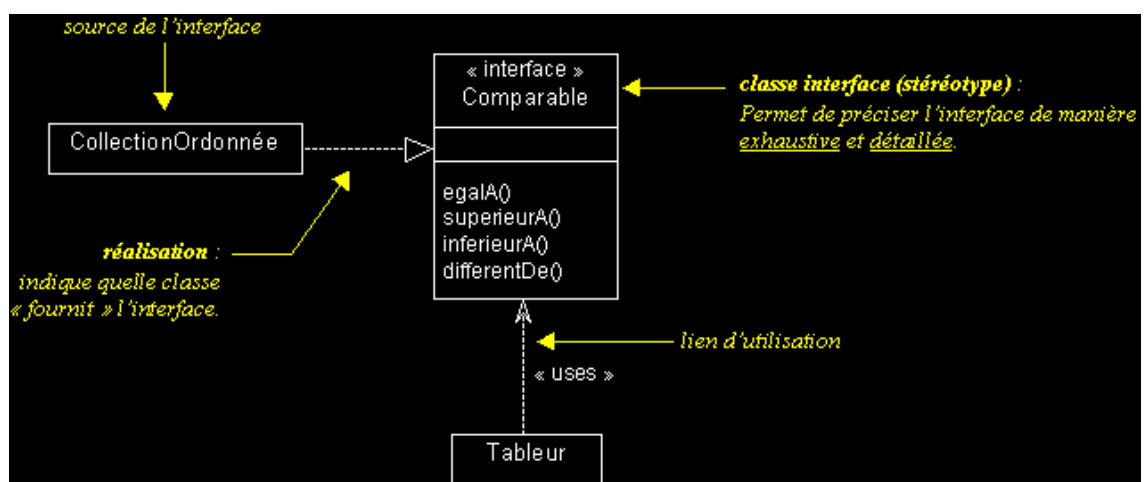 source de l'interface
« interface »
Comparable
classe interface (stéréotype) :
Permet de préciser l'interface de manière
exhaustive et détaillée.
CollectionOrdonnée
egalA()
superieurA()
inferieurA()
differentDe()
réalisation :
indique quelle classe
« fournit » l'interface.
lien d'utilisation
« uses »
Tableur